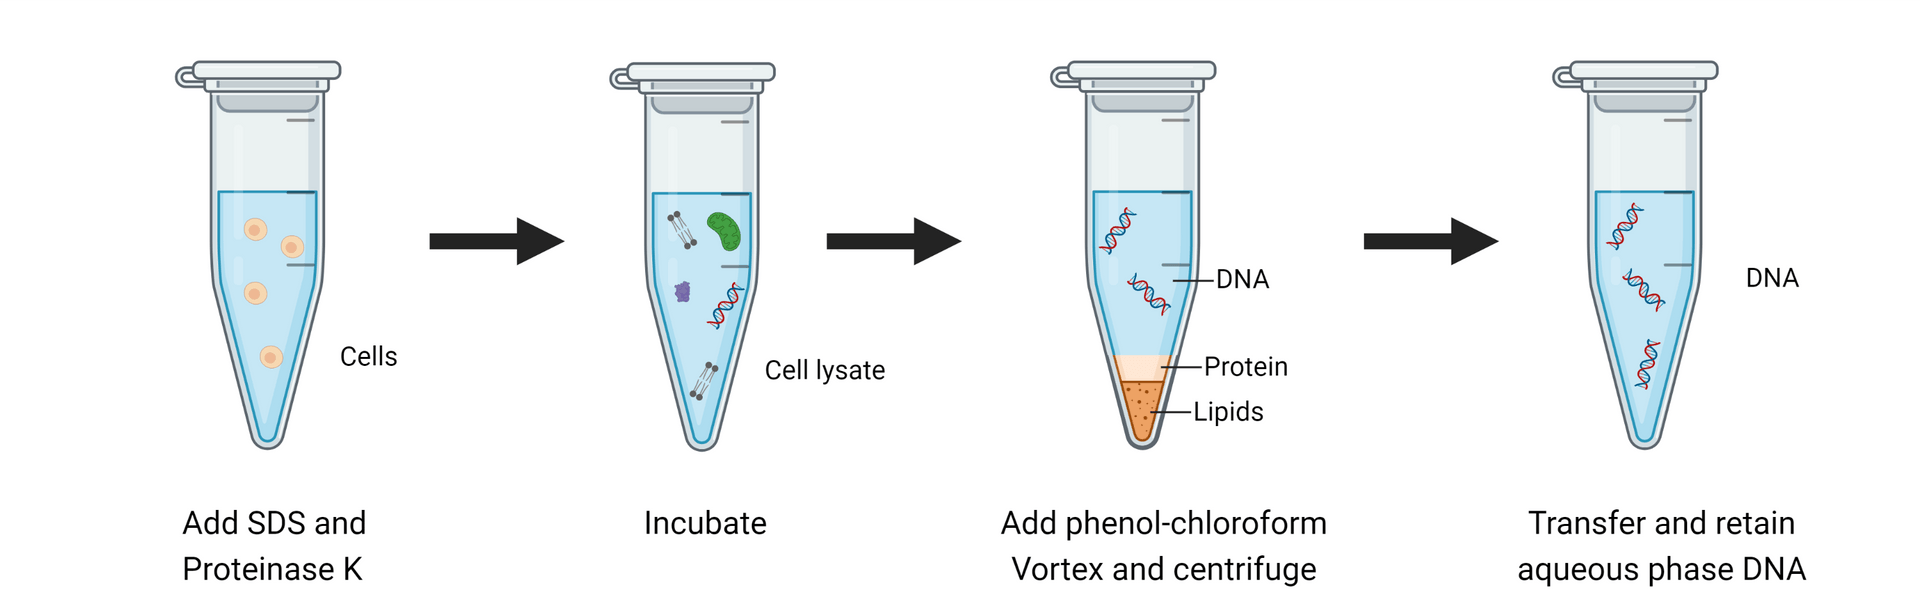 Cells
Cell lysate
DNA
Protein
Lipids
DNA
Add SDS and
Proteinase K
Incubate
Add phenol-chloroform
Vortex and centrifuge
Transfer and retain
aqueous phase DNA